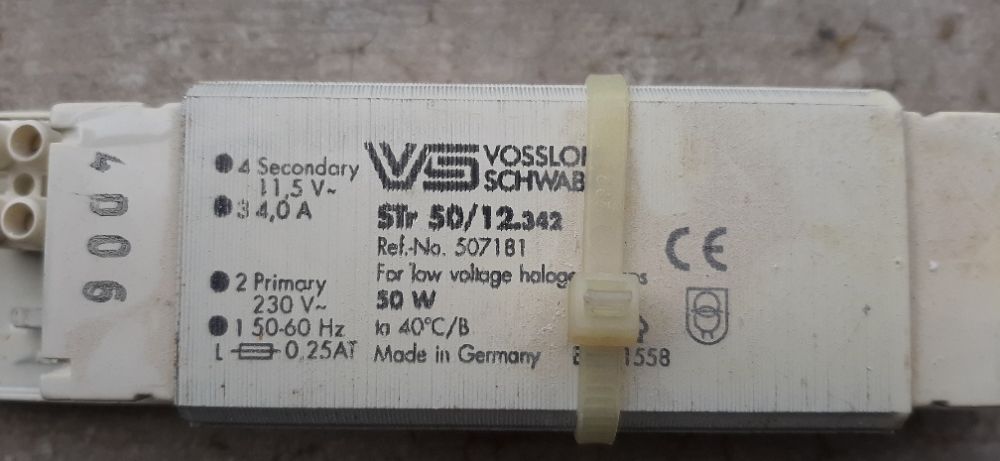 4006
4 Secondary
11,5 V~
3 4,0 A
2 Primary
230 V~
1 50-60 Hz
L 0,25AT
VS VOSSLO
SCHWAB
STr 50/12.342
Ref.-No. 507181
For low voltage haloge
50 W
ta 40°C/B
Made in Germany
1558
CE